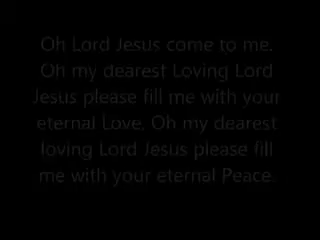 Oh Lord Jesus come to me.
Oh my dearest Loving Lord
Jesus please fill me with your
eternal Love, Oh my dearest
loving Lord Jesus please fill
me with your eternal Peace.